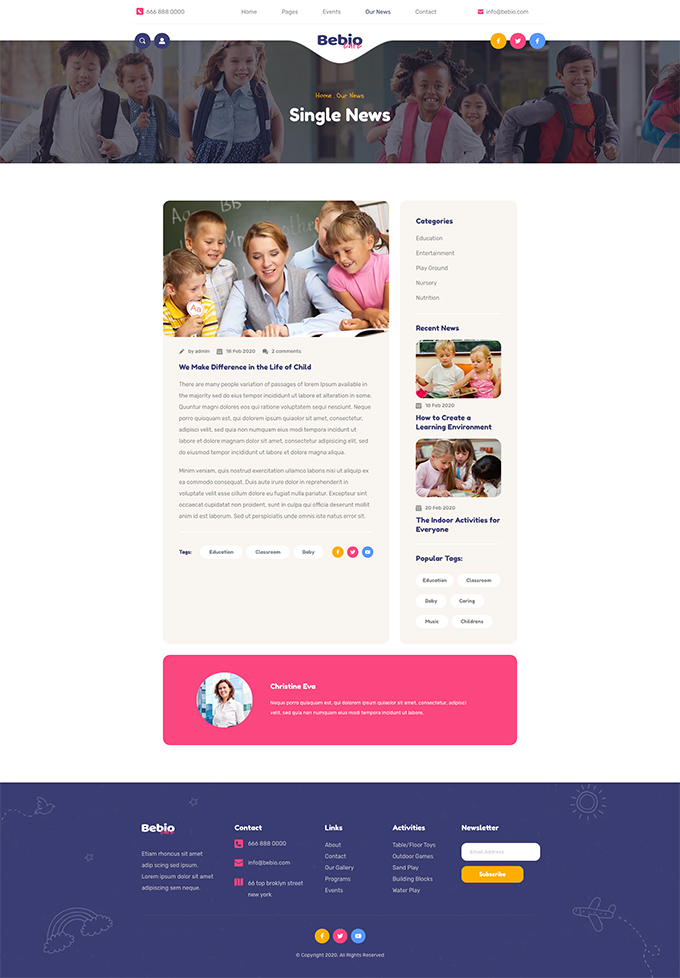 666 888 0000
Home Pages Events Our News Contact
info@bebio.com
Bebio
Home . Our News
Single News
Ag BB
Aa
by admin 18 Feb 2020 2 comments
We Make Difference in the Life of Child
There are many people variation of passages of lorem Ipsum available in
the majority sed do eius tempor incididunt ut labore et alteration in some.
Quuntur magni dolores eos qui ratione voluptatem sequi nesciunt. Neque
porro quisquam est, qui dolorem ipsum quiaolor sit amet, consectetur,
adipisci velit, sed quia non numquam eius modi tempora incidunt ut
labore et dolore magnam dolor sit amet, consectetur adipisicing elit, sed
do eiusmod tempor incididunt ut labore et dolore magna aliqua.
Minim veniam, quis nostrud exercitation ullamco laboris nisi ut aliquip ex
ea commodo consequat. Duis aute irure dolor in reprehenderit in
voluptate velit esse cillum dolore eu fugiat nulla pariatur. Excepteur sint
occaecat cupidatat non proident, sunt in culpa qui officia deserunt mollit
anim id est laborum. Sed ut perspiciatis unde omnis iste natus error sit.
Tags: Education Classroom Baby
Categories
Education
Entertainment
Play Ground
Nursery
Nutrition
Recent News
18 Feb 2020
How to Create a
Learning Environment
20 Feb 2020
The Indoor Activities for
Everyone
Popular Tags:
Education Classroom
Baby Caring
Music Childrens
Christine Eva
Neque porro quisquam est, qui dolorem ipsum quiaolor sit amet, consectetur, adipisci
velit, sed quia non numquam eius modi tempora incidunt ut labore.
Bebio
Etiam rhoncus sit amet
adip scing sed ipsum.
Lorem ipsum dolor sit amet
adipiscing sem neque.
Contact
666 888 0000
info@bebio.com
66 top broklyn street
new york
Links
About
Contact
Our Gallery
Programs
Events
Activities
Table/Floor Toys
Outdoor Games
Sand Play
Building Blocks
Water Play
Newsletter
Email Address
Subscribe
© Copyright 2020. All Rights Reserved